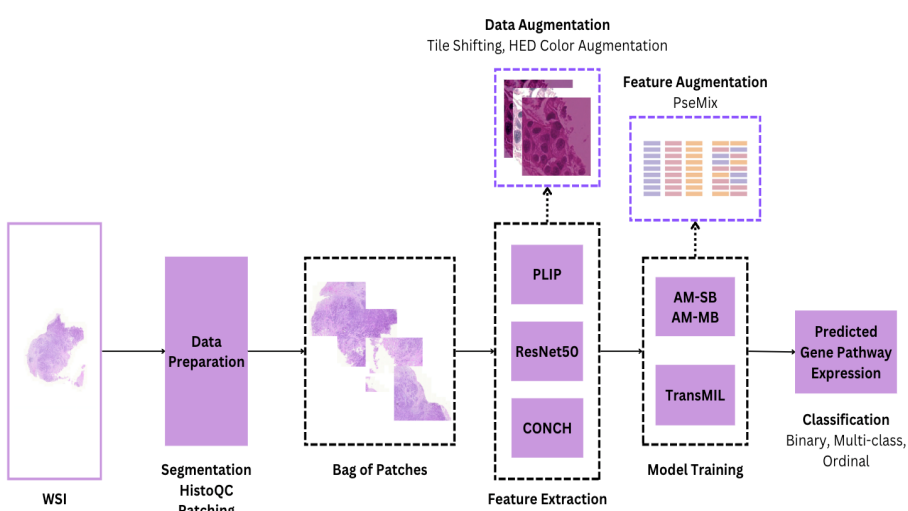 Data Augmentation
Tile Shifting, HED Color Augmentation
Feature Augmentation
PseMix
WSI
Data
Preparation
Segmentation
HistoQC
Patching
Bag of Patches
PLIP
ResNet50
CONCH
Feature Extraction
AM-SB
AM-MB
TransMIL
Model Training
Predicted
Gene Pathway
Expression
Classification
Binary, Multi-class,
Ordinal